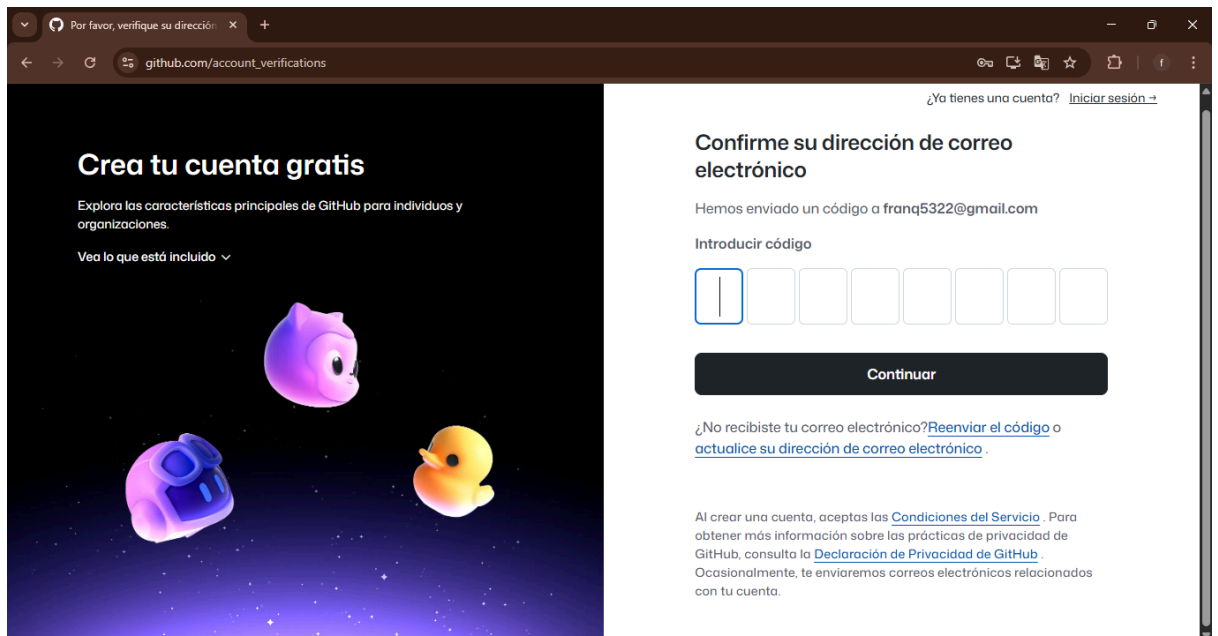 Por favor, verifique su dirección
github.com/account_verifications
f
¿Ya tienes una cuenta? Iniciar sesión →
Crea tu cuenta gratis
Explora las características principales de GitHub para individuos y
organizaciones.
Vea lo que está incluido
Confirme su dirección de correo
electrónico
Hemos enviado un código a franq5322@gmail.com
Introducir código
Continuar
¿No recibiste tu correo electrónico?Reenviar el código o
actualice su dirección de correo electrónico .
Al crear una cuenta, aceptas las Condiciones del Servicio . Para
obtener más información sobre las prácticas de privacidad de
GitHub, consulta la Declaración de Privacidad de GitHub .
Ocasionalmente, te enviaremos correos electrónicos relacionados
con tu cuenta.